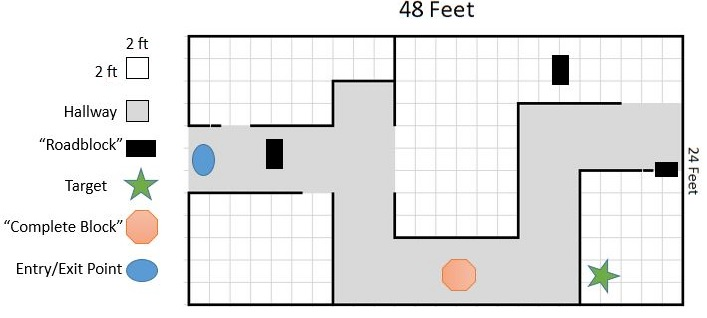 48 Feet
2 ft
2 ft
Hallway
“Roadblock”
Target
“Complete Block”
Entry/Exit Point
24 Feet